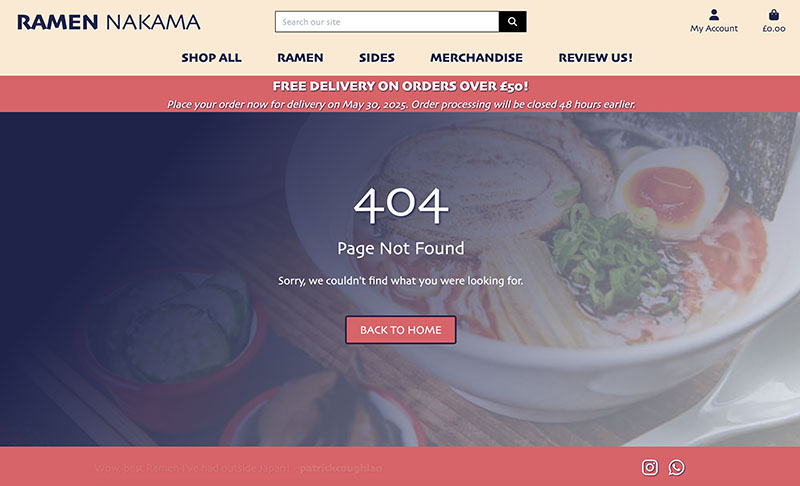 RAMEN NAKAMA
Search our site
My Account
£0.00
SHOP ALL RAMEN SIDES MERCHANDISE REVIEW US!
FREE DELIVERY ON ORDERS OVER £50!
Place your order now for delivery on May 30, 2025. Order processing will be closed 48 hours earlier.
404
Page Not Found
Sorry, we couldn't find what you were looking for.
BACK TO HOME
Wow, best Ramen I've had outside Japan! - patrickcoughlan